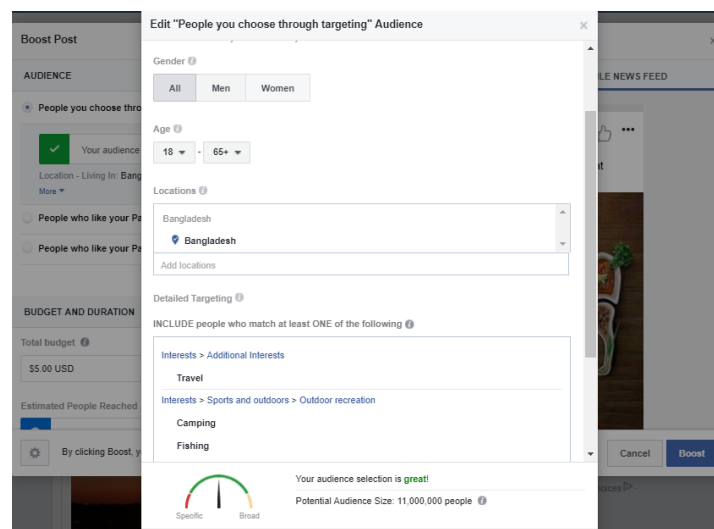 Boost Post
AUDIENCE
People you choose thro
Your audience
Location - Living In: Bang
More
People who like your Pa
People who like your Pa
BUDGET AND DURATION
Total budget
$5.00 USD
Estimated People Reached
By clicking Boost, y
Edit "People you choose through targeting" Audience
Gender
All Men Women
Age
18 - 65+
Locations
Bangladesh
Bangladesh
Add locations
Detailed Targeting
INCLUDE people who match at least ONE of the following
Interests > Additional Interests
Travel
Interests > Sports and outdoors > Outdoor recreation
Camping
Fishing
Specific Broad
Your audience selection is great!
Potential Audience Size: 11,000,000 people
LE NEWS FEED
Cancel Boost